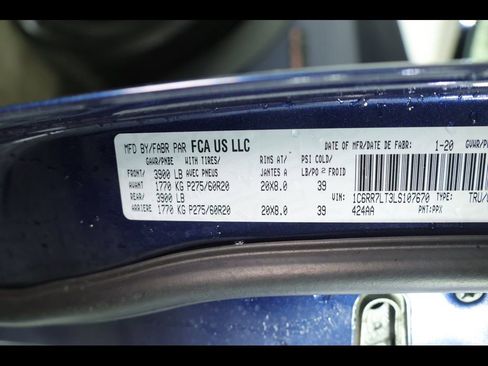 MFD BY/FABR PAR FCA US LLC DATE OF MFR/DATE DE FABR: 1-20 GVWR/P
GAWR/PNBE WITH TIRES/ RIMS AT/ PSI COLD/
FRONT/ 3900 LB AVEC PNEUS JANTES A LB/PO2 FROID
AVANT 1770 KG P275/60R20 20X8.0 39
REAR/ 3900 LB VIN: 1C6RR7LT3LS107670 TYPE: TRU/
ARRIERE 1770 KG P275/60R20 20X8.0 39 424AA PNT:PPX